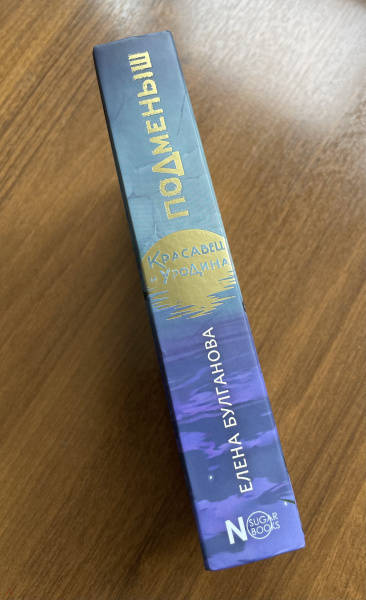 ПОДМЕНЫШ
КРАСАВЕЦ
И УРОДИНА
ЕЛЕНА БУЛГАНОВА
N SUGAR
BOOKS